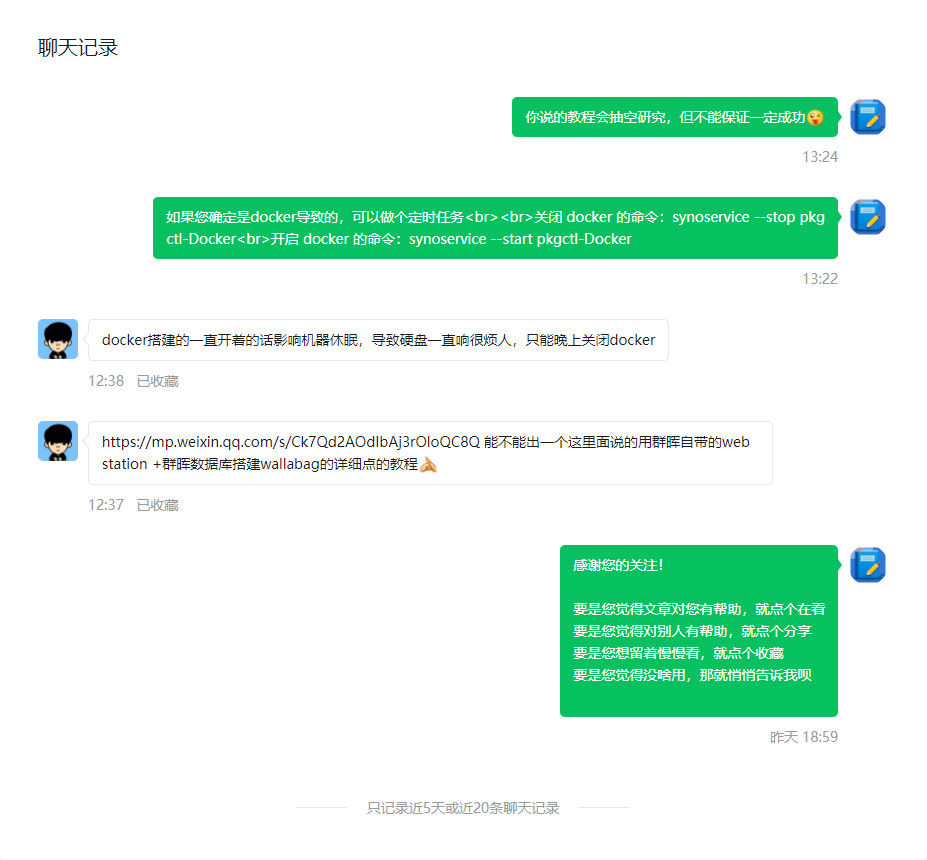 聊天记录
你说的教程会抽空研究，但不能保证一定成功😜
13:24
如果您确定是docker导致的，可以做个定时任务<br><br>关闭 docker 的命令：synoservice --stop pkg
ctl-Docker<br>开启 docker 的命令：synoservice --start pkgctl-Docker
13:22
docker搭建的一直开着的话影响机器休眠，导致硬盘一直响很烦人，只能晚上关闭docker
12:38 已收藏
https://mp.weixin.qq.com/s/Ck7Qd2AOdIbAj3rOloQC8Q 能不能出一个这里面说的用群晖自带的web
station +群晖数据库搭建wallabag的详细点的教程🙏
12:37 已收藏
感谢您的关注！
要是您觉得文章对您有帮助，就点个在看
要是您觉得对别人有帮助，就点个分享
要是您想留着慢慢看，就点个收藏
要是您觉得没啥用，那就悄悄告诉我呗
昨天 18:59
只记录近5天或近20条聊天记录